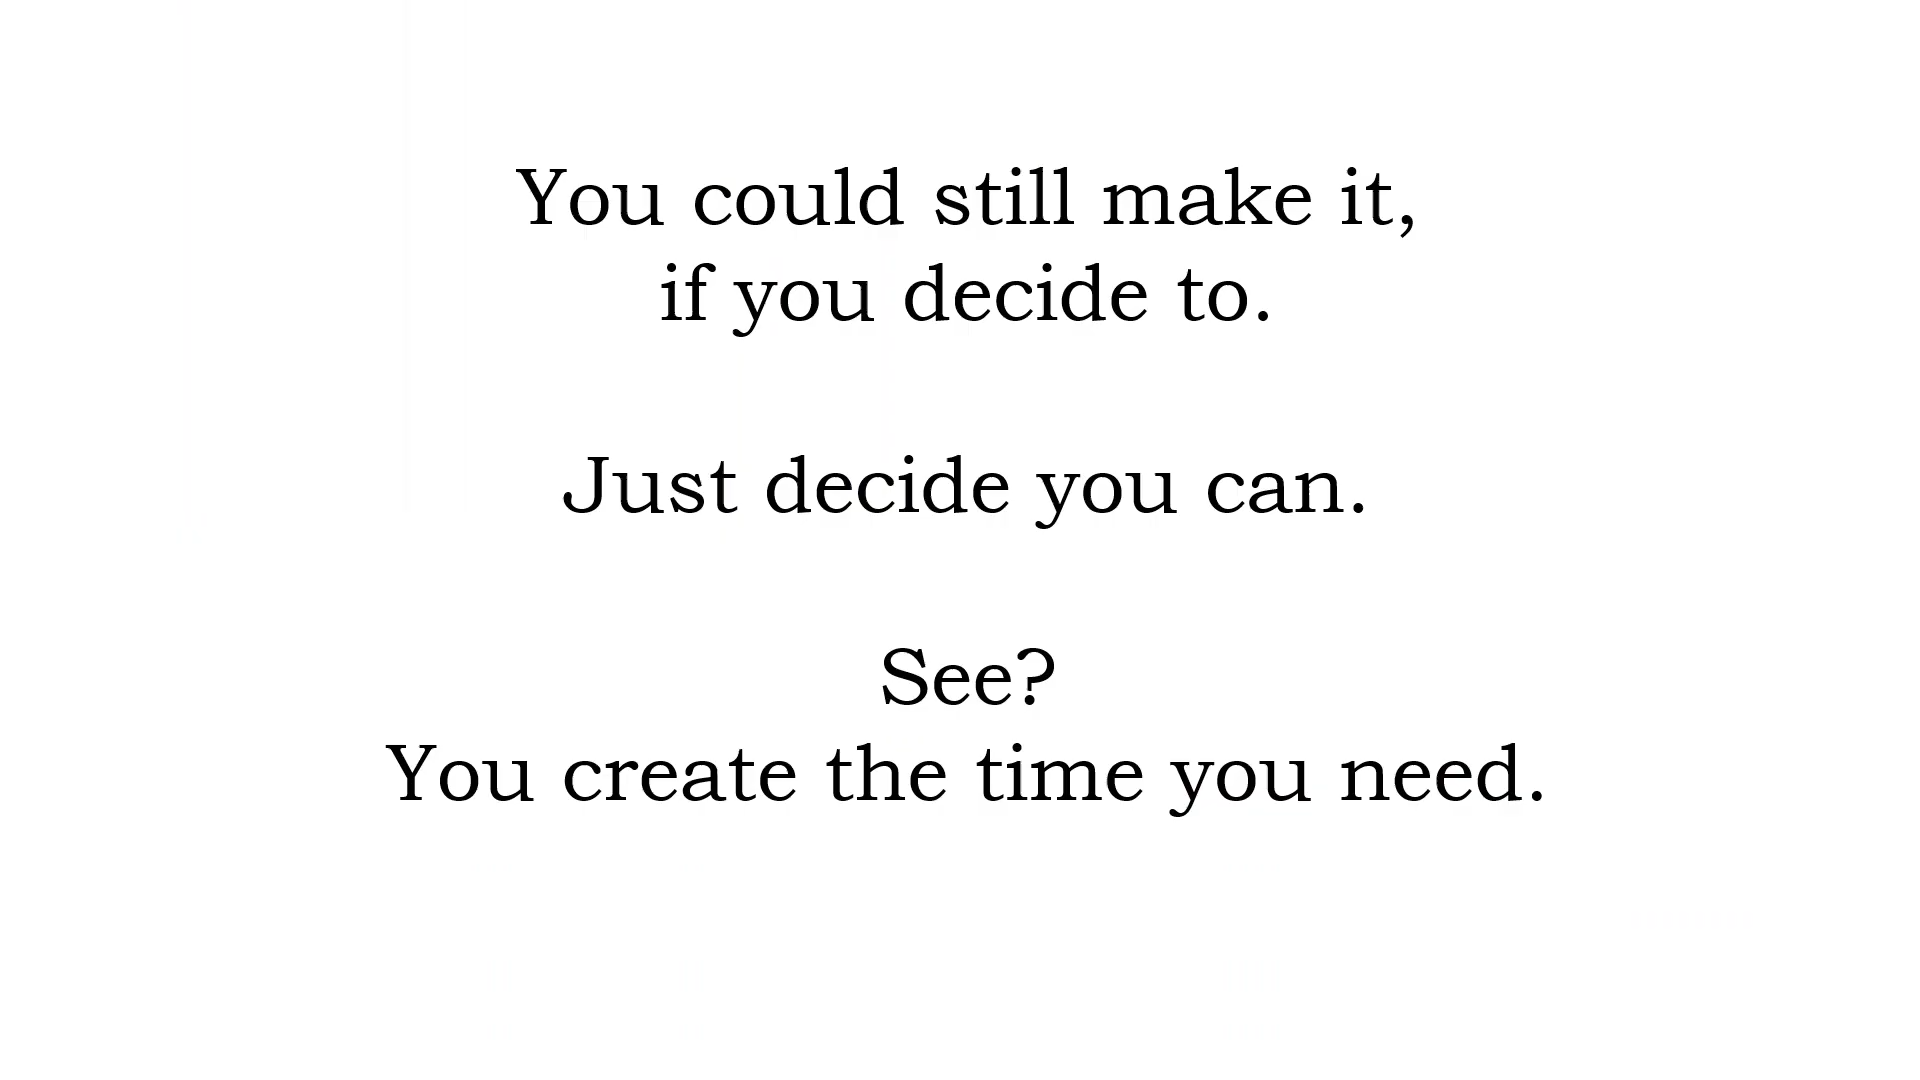 You could still make it,
if you decide to.
Just decide you can.
See?
You create the time you need.